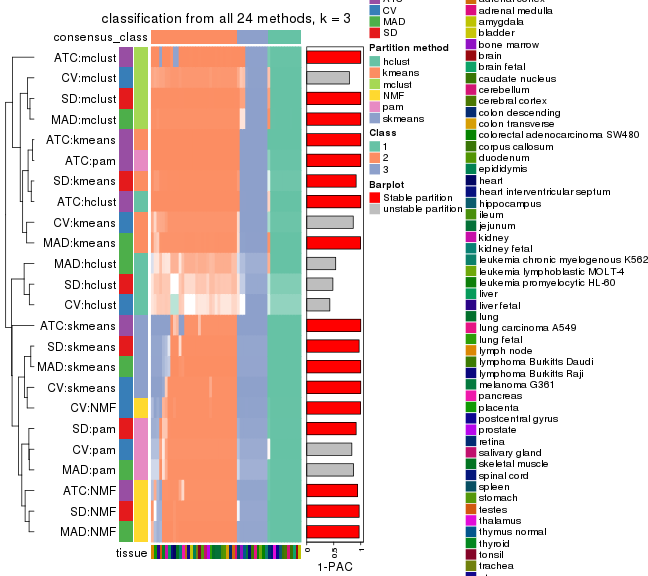 classification from all 24 methods, k = 3
consensus_class
ATC:mclust
CV:mclust
SD:mclust
MAD:mclust
ATC:kmeans
ATC:pam
SD:kmeans
ATC:hclust
CV:kmeans
MAD:kmeans
MAD:hclust
SD:hclust
CV:hclust
ATC:skmeans
SD:skmeans
MAD:skmeans
CV:skmeans
CV:NMF
SD:pam
CV:pam
MAD:pam
ATC:NMF
SD:NMF
MAD:NMF
tissue
0
0.5
1
1-PAC
CV
MAD
SD
Partition method
hclust
kmeans
mclust
NMF
pam
skmeans
Class
1
2
3
Barplot
Stable partition
unstable partition
adrenal medulla
amygdala
bladder
bone marrow
brain
brain fetal
caudate nucleus
cerebellum
cerebral cortex
colon descending
colon transverse
colorectal adenocarcinoma SW480
corpus callosum
duodenum
epididymis
heart
heart interventricular septum
hippocampus
ileum
jejunum
kidney
kidney fetal
leukemia chronic myelogenous K562
leukemia lymphoblastic MOLT-4
leukemia promyelocytic HL-60
liver
liver fetal
lung
lung carcinoma A549
lung fetal
lymph node
lymphoma Burkitts Daudi
lymphoma Burkitts Raji
melanoma G361
pancreas
placenta
postcentral gyrus
prostate
retina
salivary gland
skeletal muscle
spinal cord
spleen
stomach
testes
thalamus
thymus normal
thyroid
tonsil
trachea